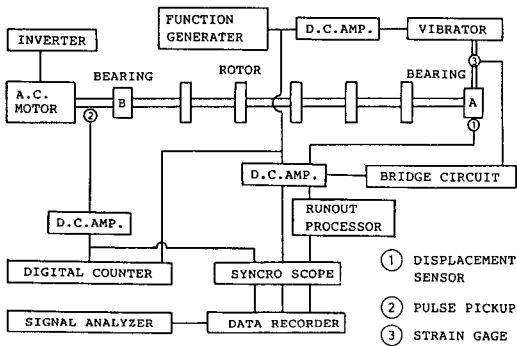 FUNCTION
GENERATER
D.C.AMP.
VIBRATOR
INVERTER
BEARING
ROTOR
BEARING
A.C.
MOTOR
B
A
3
2
1
D.C.AMP.
BRIDGE CIRCUIT
D.C.AMP.
RUNOUT
PROCESSOR
DIGITAL COUNTER
SYNCRO SCOPE
SIGNAL ANALYZER
DATA RECORDER
1 DISPLACEMENT
SENSOR
2 PULSE PICKUP
3 STRAIN GAGE